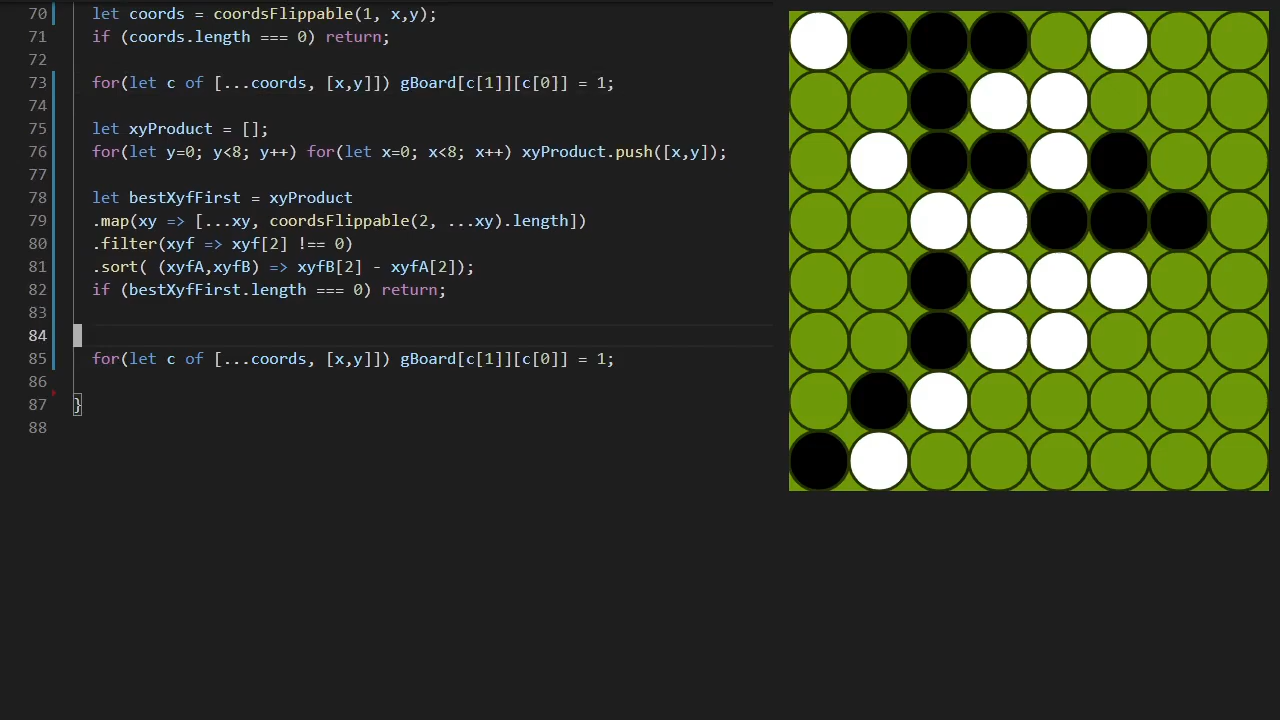 70 let coords = coordsFlippable(1, x,y);
71 if (coords.length === 0) return;
72
73 for(let c of [...coords, [x,y]]) gBoard[c[1]][c[0]] = 1;
74
75 let xyProduct = [];
76 for(let y=0; y<8; y++) for(let x=0; x<8; x++) xyProduct.push([x,y]);
77
78 let bestXyfFirst = xyProduct
79 .map(xy => [...xy, coordsFlippable(2, ...xy).length])
80 .filter(xyf => xyf[2] !== 0)
81 .sort( (xyfA,xyfB) => xyfB[2] - xyfA[2]);
82 if (bestXyfFirst.length === 0) return;
83
84
85 for(let c of [...coords, [x,y]]) gBoard[c[1]][c[0]] = 1;
86
87 }
88